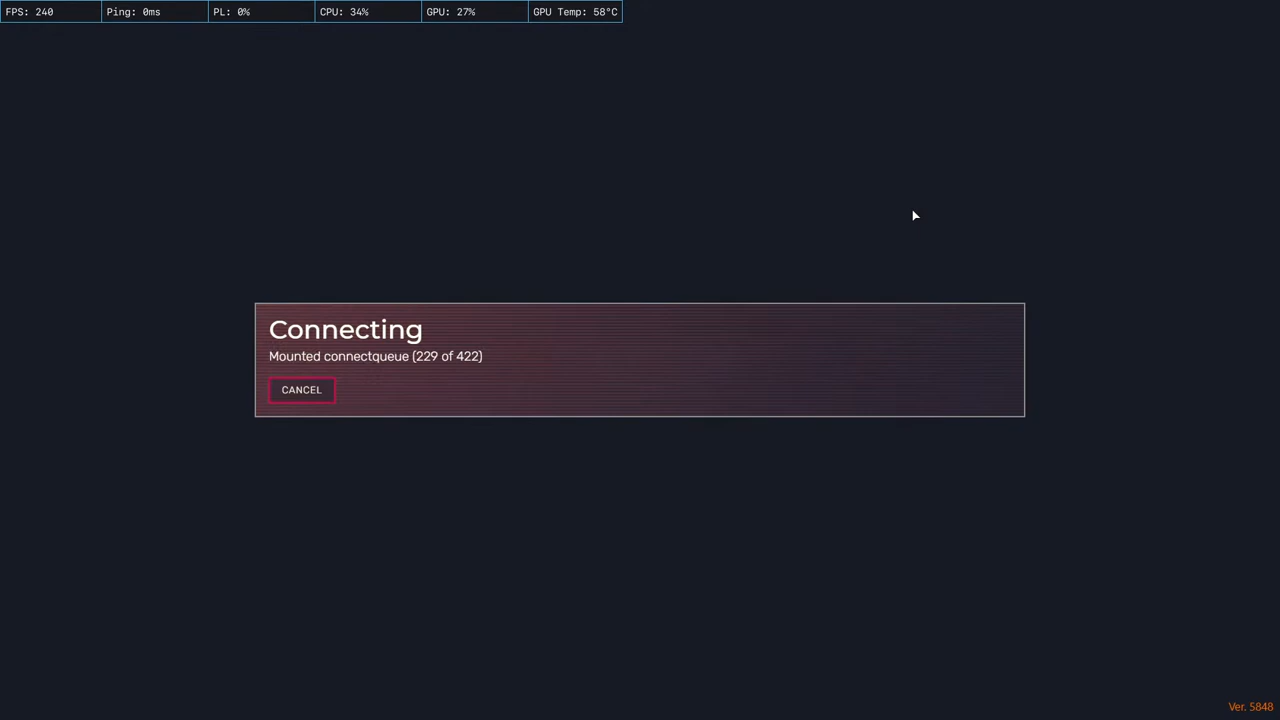 FPS: 240 Ping: 0ms PL: 0% CPU: 34% GPU: 27% GPU Temp: 58°C
Connecting
Mounted connectqueue (229 of 422)
CANCEL
Ver. 5848